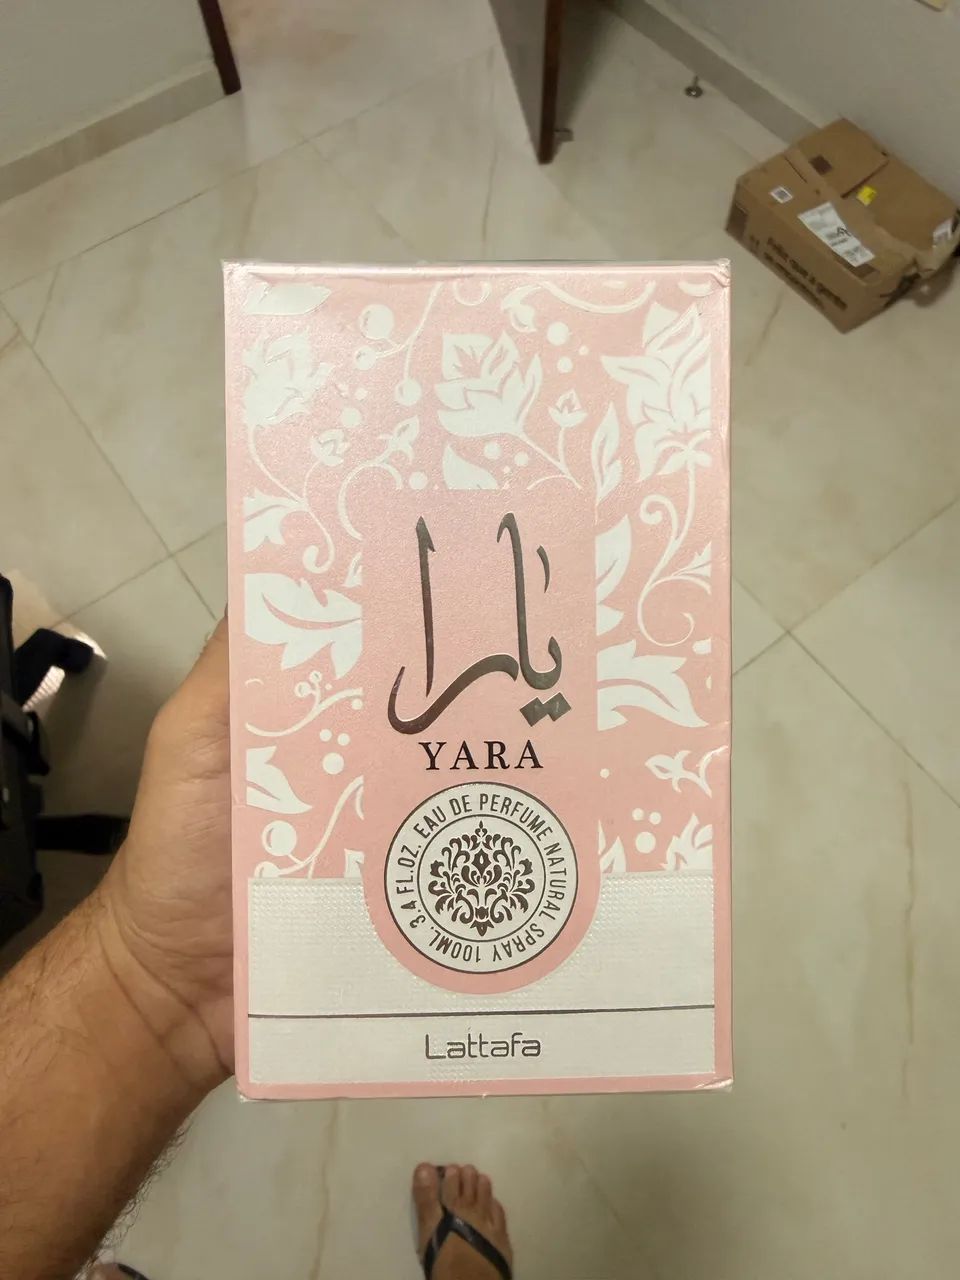 يارا
YARA
EAU DE PERFUME NATURAL SPRAY 100ML. 3.4 FL.OZ.
Lattafa